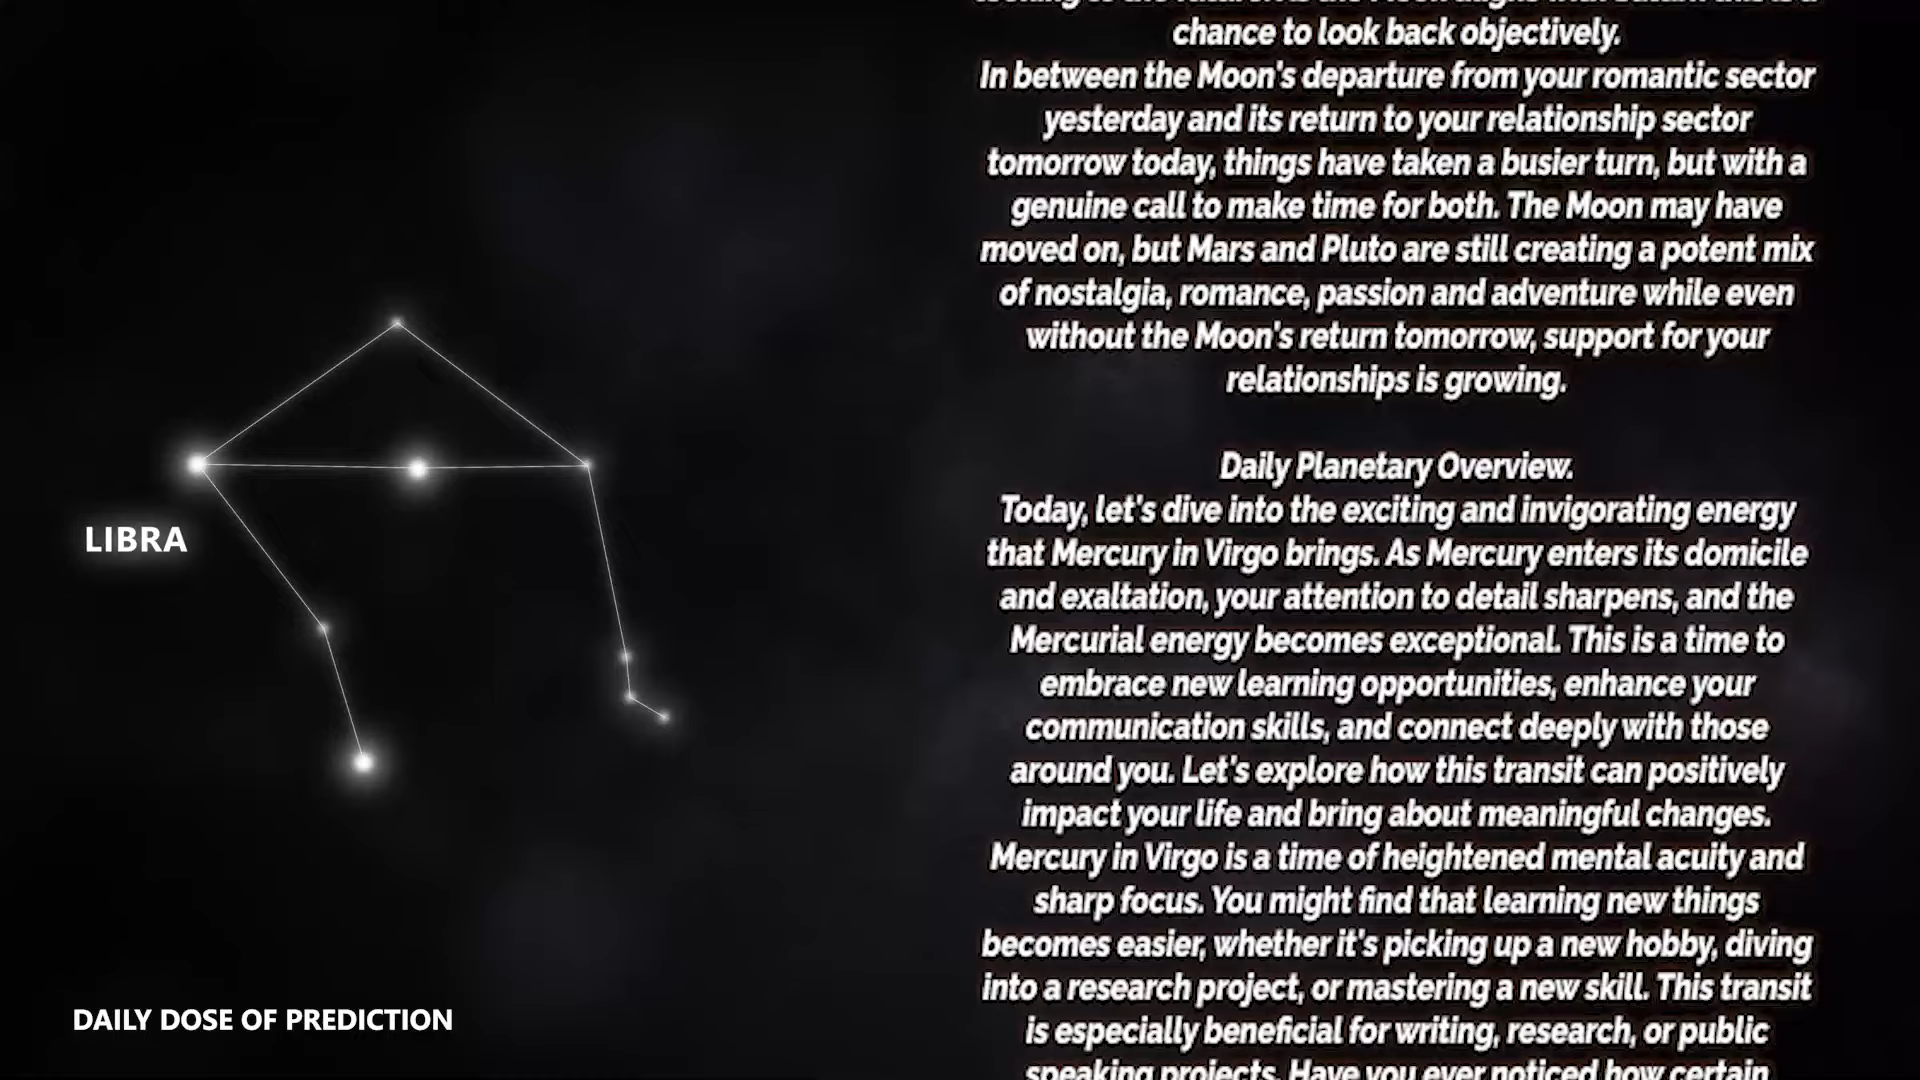 chance to look back objectively.
In between the Moon's departure from your romantic sector
yesterday and its return to your relationship sector
tomorrow today, things have taken a busier turn, but with a
genuine call to make time for both. The Moon may have
moved on, but Mars and Pluto are still creating a potent mix
of nostalgia, romance, passion and adventure while even
without the Moon's return tomorrow, support for your
relationships is growing.
Daily Planetary Overview.
Today, let's dive into the exciting and invigorating energy
that Mercury in Virgo brings. As Mercury enters its domicile
and exaltation, your attention to detail sharpens, and the
Mercurial energy becomes exceptional. This is a time to
embrace new learning opportunities, enhance your
communication skills, and connect deeply with those
around you. Let's explore how this transit can positively
impact your life and bring about meaningful changes.
Mercury in Virgo is a time of heightened mental acuity and
sharp focus. You might find that learning new things
becomes easier, whether it's picking up a new hobby, diving
into a research project, or mastering a new skill. This transit
is especially beneficial for writing, research, or public
speaking projects. Have you ever noticed how certain
LIBRA
DAILY DOSE OF PREDICTION